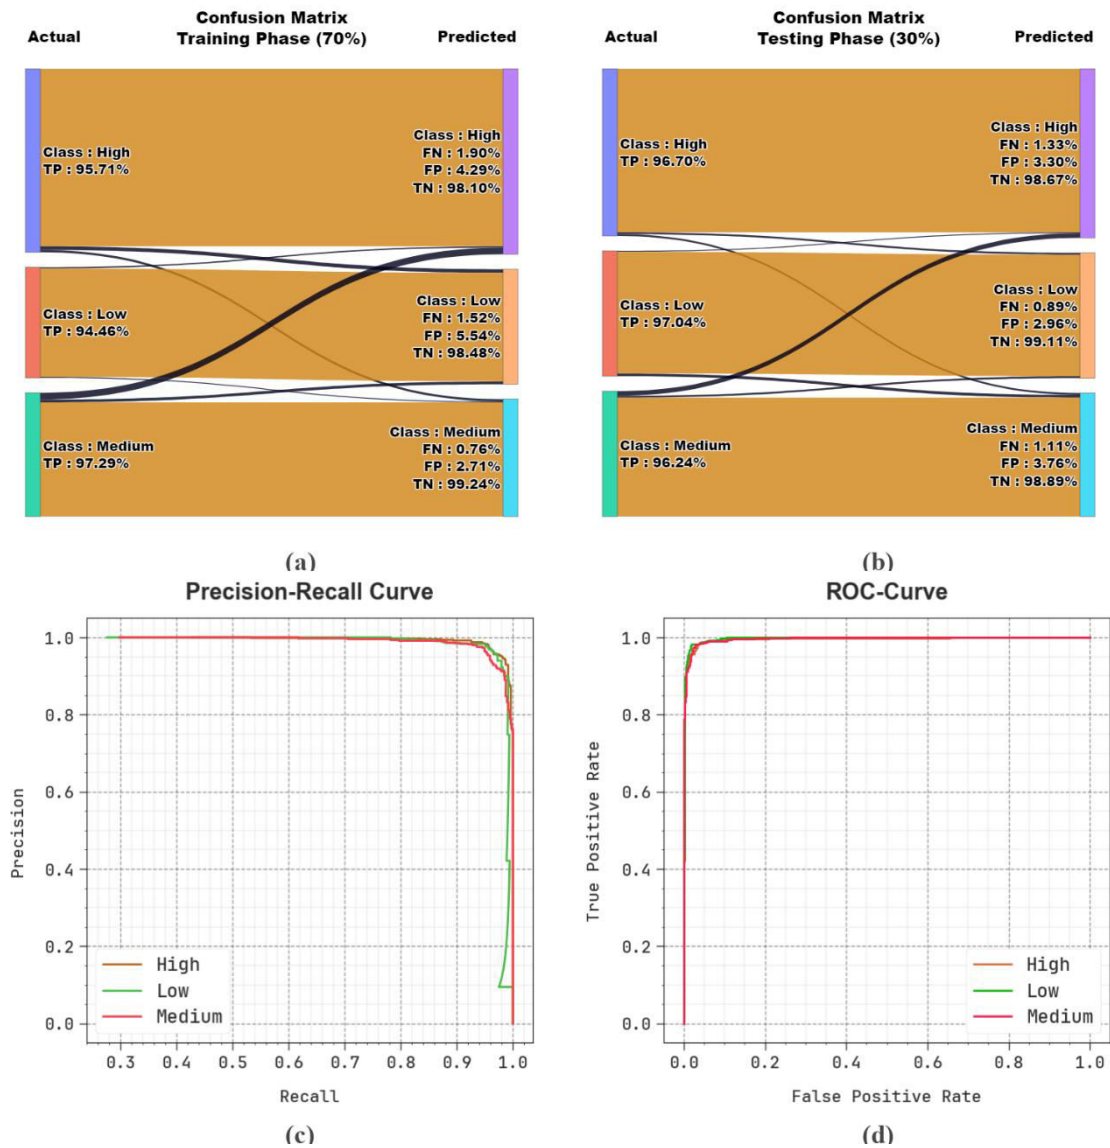 Confusion Matrix
Training Phase (70%)
Actual
Predicted
Class : High
TP : 95.71%
Class : High
FN : 1.90%
FP : 4.29%
TN : 98.10%
Class : Low
TP : 94.46%
Class : Low
FN : 1.52%
FP : 5.54%
TN : 98.48%
Class : Medium
TP : 97.29%
Class : Medium
FN : 0.76%
FP : 2.71%
TN : 99.24%
(a)
Confusion Matrix
Testing Phase (30%)
Actual
Predicted
Class : High
TP : 96.70%
Class : High
FN : 1.33%
FP : 3.30%
TN : 98.67%
Class : Low
TP : 97.04%
Class : Low
FN : 0.89%
FP : 2.96%
TN : 99.11%
Class : Medium
TP : 96.24%
Class : Medium
FN : 1.11%
FP : 3.76%
TN : 98.89%
(b)
Precision-Recall Curve
Precision
1.0
0.8
0.6
0.4
0.2
0.0
High
Low
Medium
0.3 0.4 0.5 0.6 0.7 0.8 0.9 1.0
Recall
(c)
ROC-Curve
True Positive Rate
1.0
0.8
0.6
0.4
0.2
0.0
High
Low
Medium
0.0 0.2 0.4 0.6 0.8 1.0
False Positive Rate
(d)